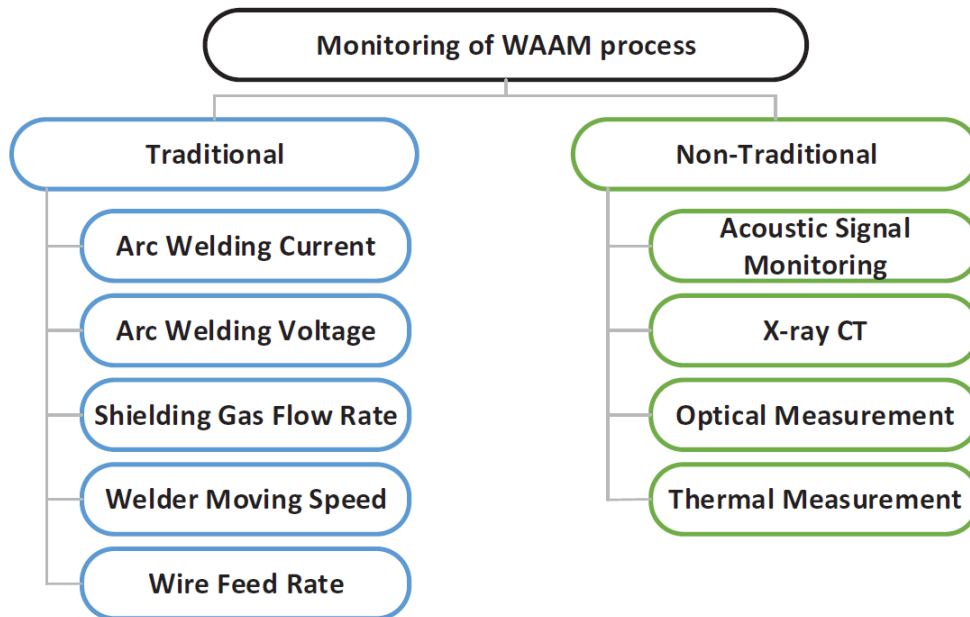 Monitoring of WAAM process
Traditional
Arc Welding Current
Arc Welding Voltage
Shielding Gas Flow Rate
Welder Moving Speed
Wire Feed Rate
Non-Traditional
Acoustic Signal
Monitoring
X-ray CT
Optical Measurement
Thermal Measurement